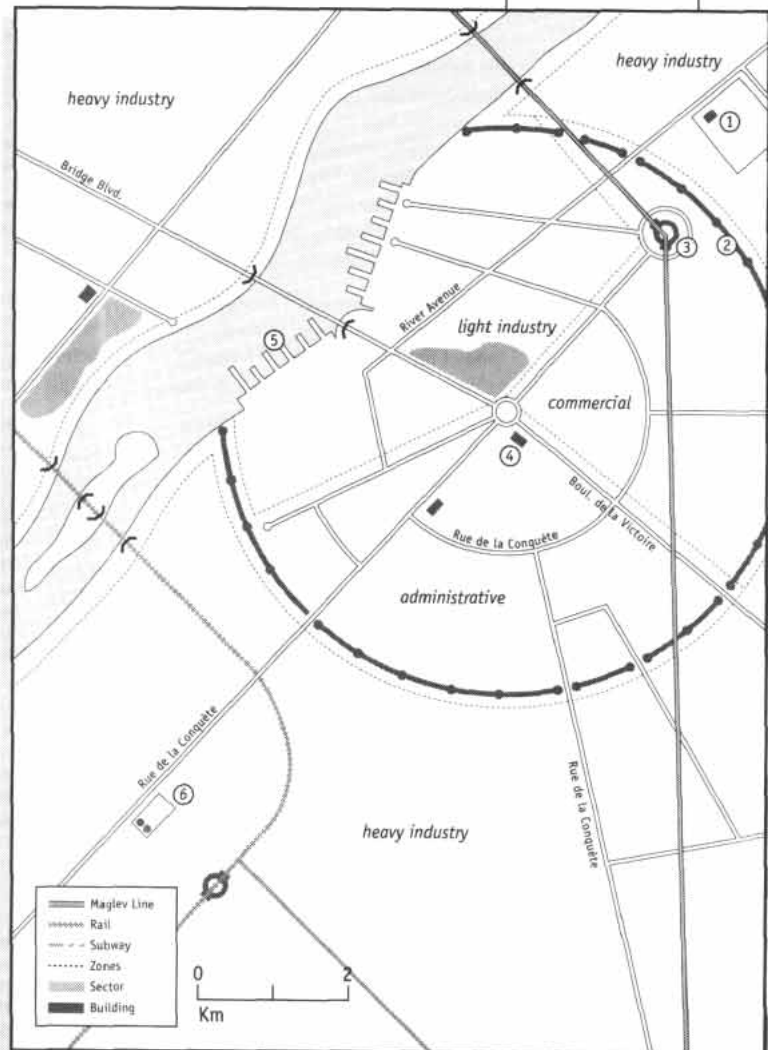 heavy industry
heavy industry
①
Bridge Blvd.
②
③
River Avenue
⑤
light industry
commercial
④
Boul. de la Victoire
Rue de la Conquête
administrative
Rue de la Conquête
⑥
Rue de la Conquête
heavy industry
Maglev Line
Rail
Subway
Zones
Sector
Building
0 2
Km